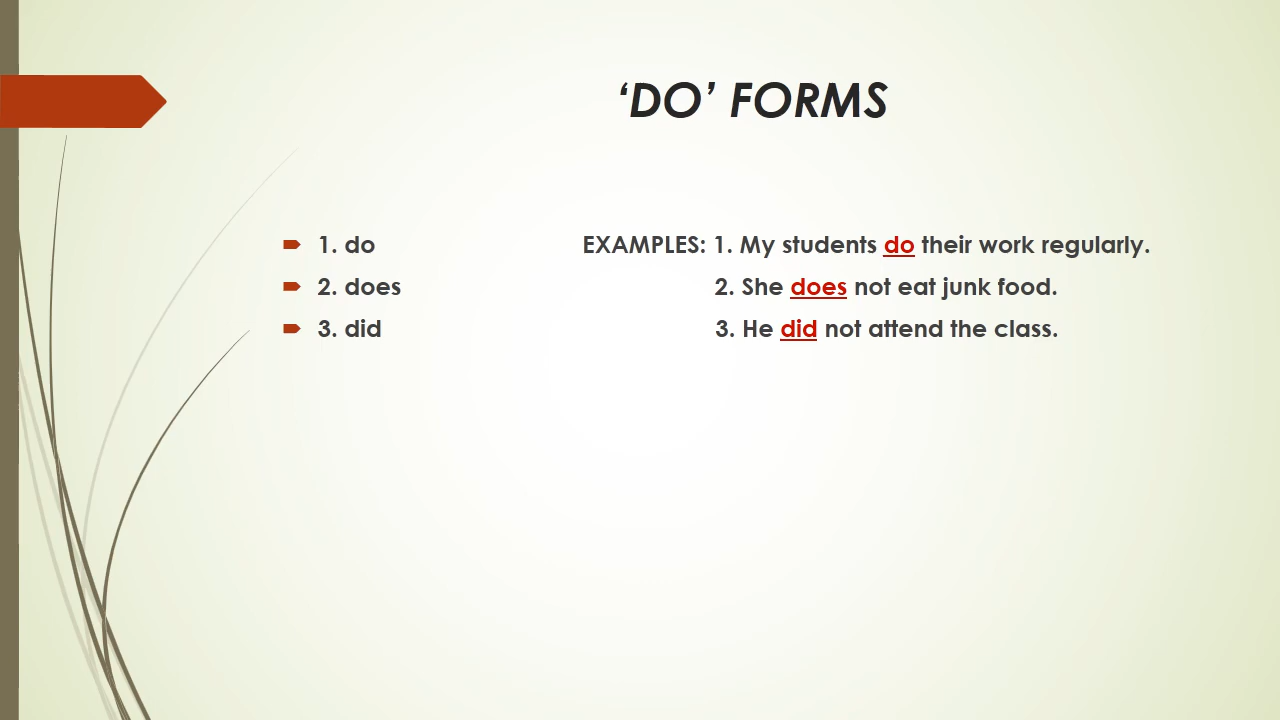 ‘DO’ FORMS
1. do EXAMPLES: 1. My students do their work regularly.
2. does 2. She does not eat junk food.
3. did 3. He did not attend the class.